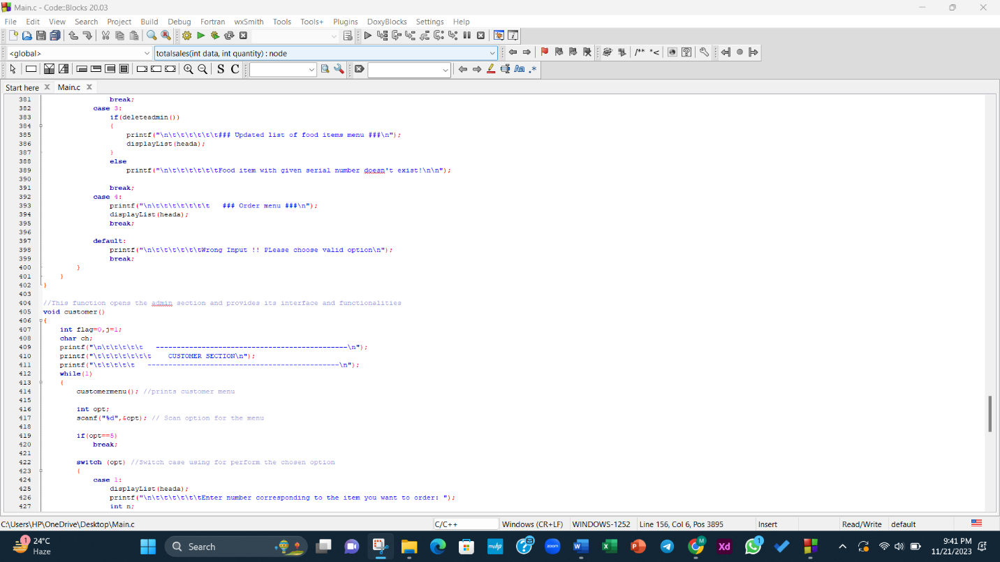 Main.c - Code::Blocks 20.03
File Edit View Search Project Build Debug Fortran wxSmith Tools Tools+ Plugins DoxyBlocks Settings Help
<global> totalsales(int data, int quantity) : node /** *<
S C Aa .*
Start here Main.c
381 break;
382 case 3:
383 if(deleteadmin())
384 {
385 printf("\n\t\t\t\t\t\t\t### Updated list of food items menu ###\n");
386 displayList(heada);
387 }
388 else
389 printf("\n\t\t\t\t\t\tFood item with given serial number doesn't exist!\n\n");
390
391 break;
392 case 4:
393 printf("\n\t\t\t\t\t\t\t   ### Order menu ###\n");
394 displayList(heada);
395 break;
396
397 default:
398 printf("\n\t\t\t\t\t\tWrong Input !! PLease choose valid option\n");
399 break;
400 }
401 }
402 }
403
404 //This function opens the admin section and provides its interface and functionalities
405 void customer()
406 {
407 int flag=0,j=1;
408 char ch;
409 printf("\n\t\t\t\t\t   ----------------------------------------------\n");
410 printf("\t\t\t\t\t\t\t    CUSTOMER SECTION\n");
411 printf("\t\t\t\t\t   ----------------------------------------------\n");
412 while(1)
413 {
414 customermenu(); //prints customer menu
415
416 int opt;
417 scanf("%d",&opt); // Scan option for the menu
418
419 if(opt==5)
420 break;
421
422 switch (opt) //Switch case using for perform the chosen option
423 {
424 case 1:
425 displayList(heada);
426 printf("\n\t\t\t\t\t\tEnter number corresponding to the item you want to order: ");
427 int n;
C:\Users\HP\OneDrive\Desktop\Main.c C/C++ Windows (CR+LF) WINDOWS-1252 Line 156, Col 6, Pos 3895 Insert Read/Write default
1 24°C Haze Search myhp zoom W X P Xd M 1 9:41 PM
11/21/2023